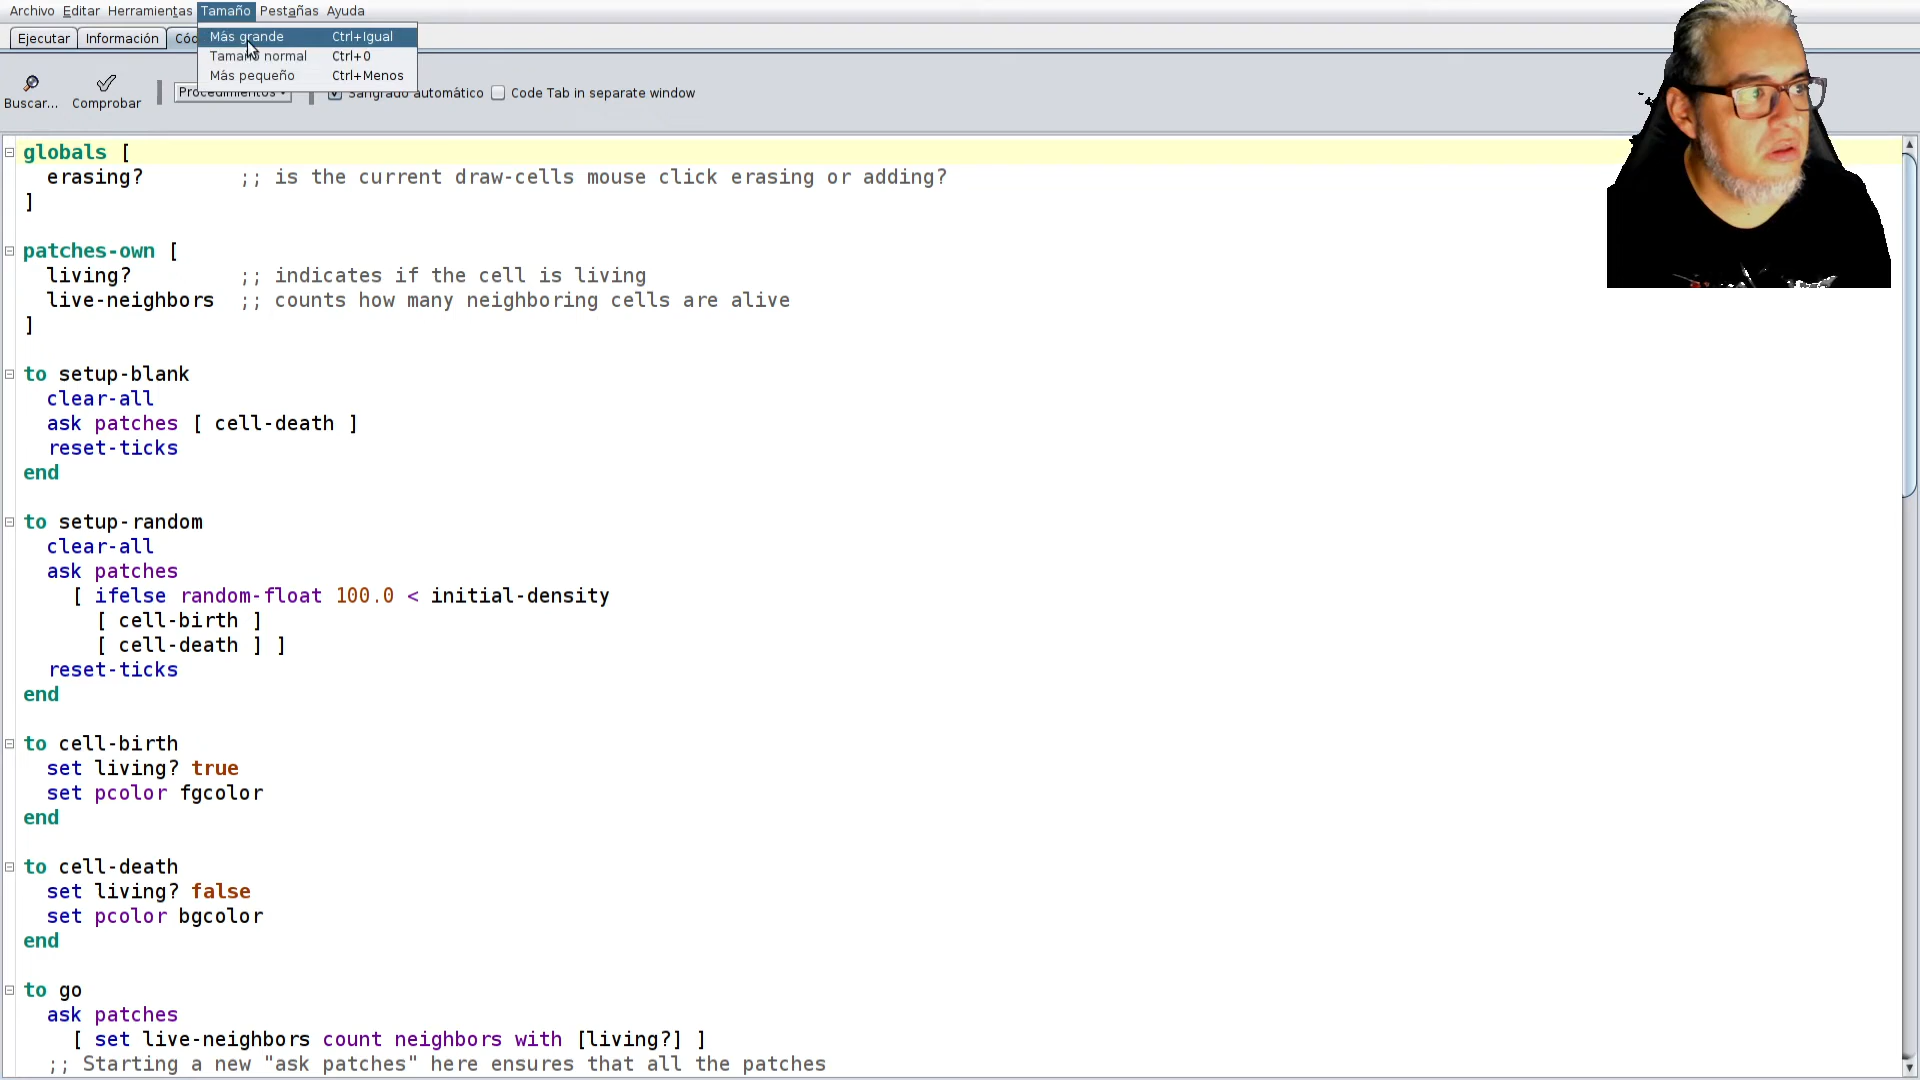 Archivo Editar Herramientas Tamaño Pestañas Ayuda
Ejecutar Información
Más grande Ctrl+Igual
Tamaño normal Ctrl+0
Más pequeño Ctrl+Menos
Buscar... Comprobar Procedimientos Sangrado automático Code Tab in separate window
globals [
  erasing?        ;; is the current draw-cells mouse click erasing or adding?
]
patches-own [
  living?         ;; indicates if the cell is living
  live-neighbors  ;; counts how many neighboring cells are alive
]
to setup-blank
  clear-all
  ask patches [ cell-death ]
  reset-ticks
end
to setup-random
  clear-all
  ask patches
    [ ifelse random-float 100.0 < initial-density
      [ cell-birth ]
      [ cell-death ] ]
  reset-ticks
end
to cell-birth
  set living? true
  set pcolor fgcolor
end
to cell-death
  set living? false
  set pcolor bgcolor
end
to go
  ask patches
    [ set live-neighbors count neighbors with [living?] ]
  ;; Starting a new "ask patches" here ensures that all the patches